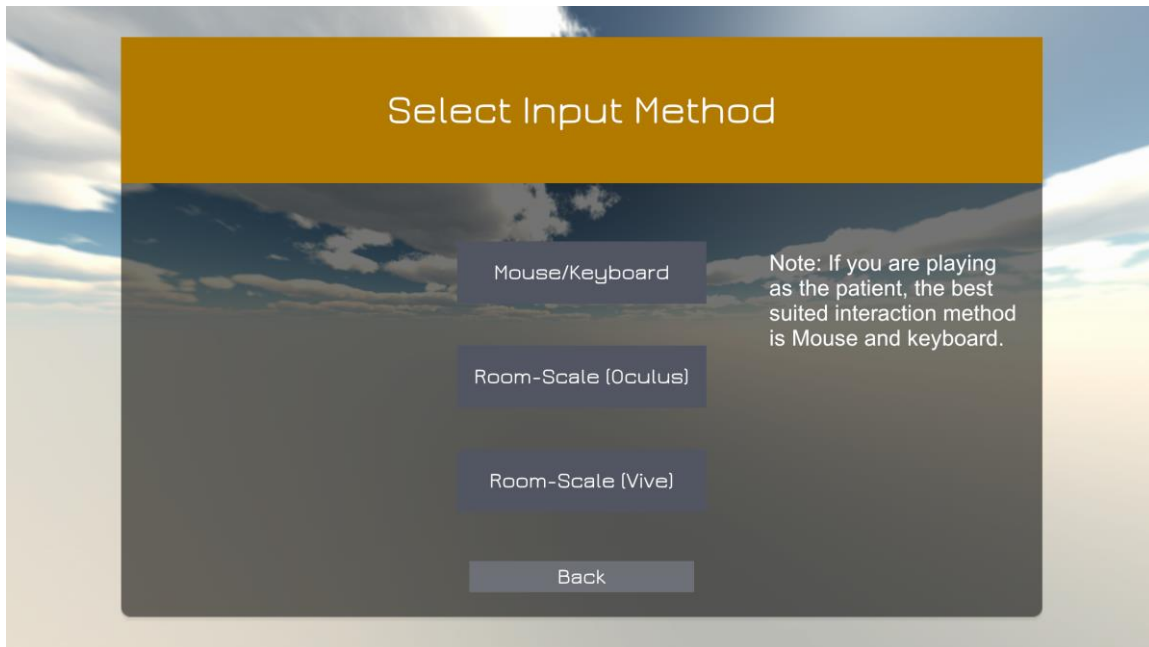 Select Input Method
Mouse/Keyboard
Note: If you are playing
as the patient, the best
suited interaction method
is Mouse and keyboard.
Room-Scale (Oculus)
Room-Scale (Vive)
Back